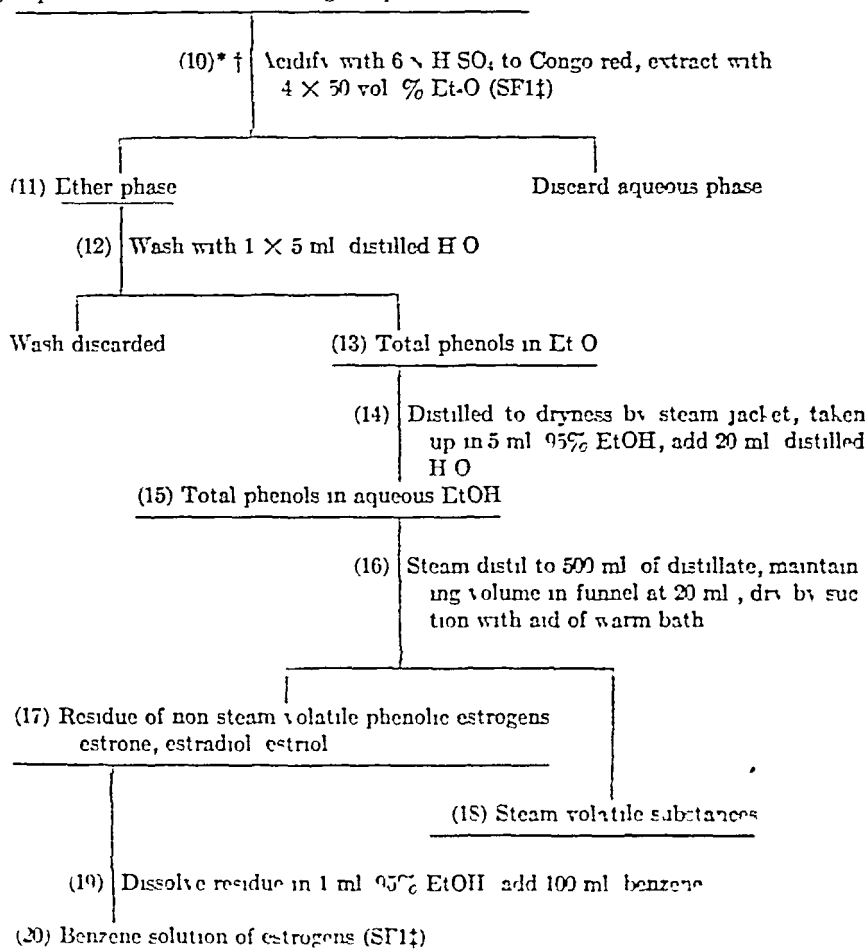 (10)* † Acidify with 6 N H SO4 to Congo red, extract with
4 × 50 vol % Et-O (SF1‡)
(11) Ether phase
Discard aqueous phase
(12) Wash with 1 × 5 ml distilled H O
Wash discarded
(13) Total phenols in Et O
(14) Distilled to dryness by steam jacket, taken
up in 5 ml 95% EtOH, add 20 ml distilled
H O
(15) Total phenols in aqueous EtOH
(16) Steam distil to 500 ml of distillate, maintain
ing volume in funnel at 20 ml , dry by suc
tion with aid of warm bath
(17) Residue of non steam volatile phenolic estrogens
estrone, estradiol estriol
(18) Steam volatile substances
(19) Dissolve residue in 1 ml 95% EtOH add 100 ml benzene
(20) Benzene solution of estrogens (SF1‡)